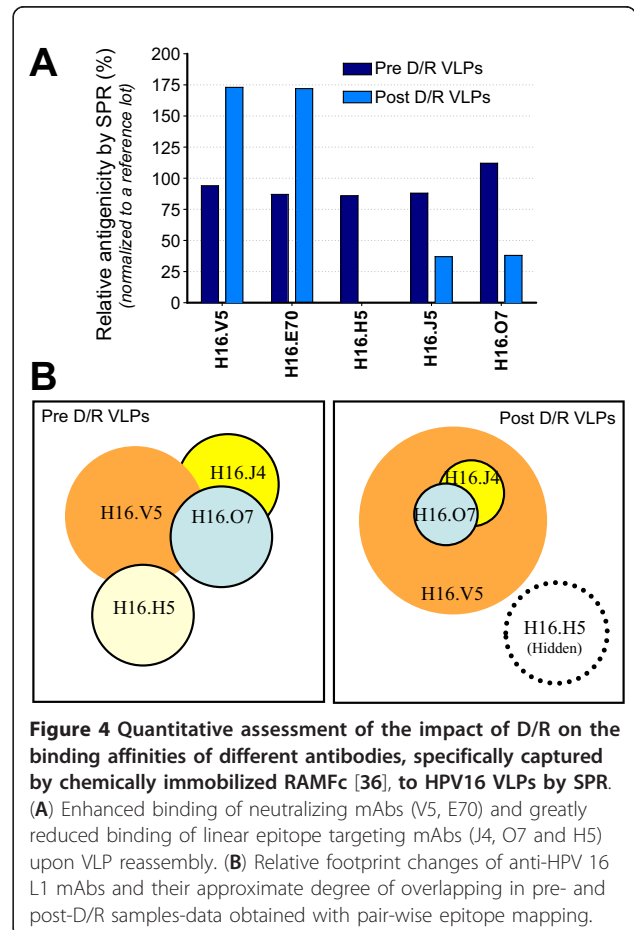 A
Relative antigenicity by SPR (%)
(normalized to a reference lot)
200
175
150
125
100
75
50
25
0
Pre D/R VLPs
Post D/R VLPs
H16.V5
H16.E70
H16.H5
H16.J5
H16.O7
B
Pre D/R VLPs
H16.J4
H16.V5
H16.O7
H16.H5
Post D/R VLPs
H16.J4
H16.O7
H16.V5
H16.H5
(Hidden)
Figure 4 Quantitative assessment of the impact of D/R on the
binding affinities of different antibodies, specifically captured
by chemically immobilized RAMFc [36], to HPV16 VLPs by SPR.
(A) Enhanced binding of neutralizing mAbs (V5, E70) and greatly
reduced binding of linear epitope targeting mAbs (J4, O7 and H5)
upon VLP reassembly. (B) Relative footprint changes of anti-HPV 16
L1 mAbs and their approximate degree of overlapping in pre- and
post-D/R samples-data obtained with pair-wise epitope mapping.